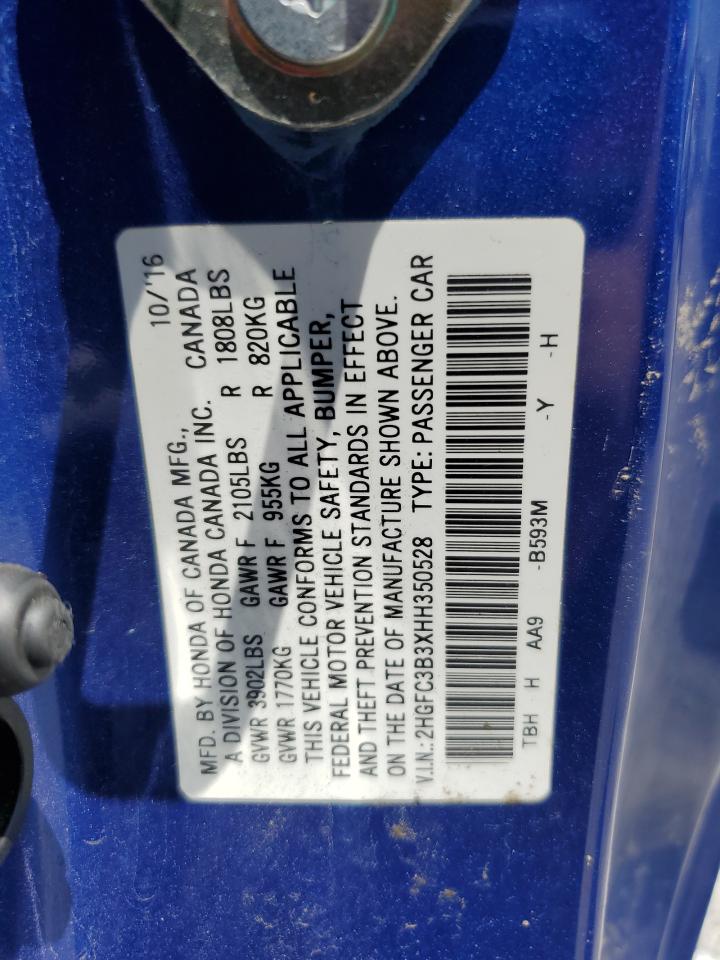 MFD. BY HONDA OF CANADA MFG., 10/'16
A DIVISION OF HONDA CANADA INC. CANADA
GVWR 3902LBS GAWR F 2105LBS R 1808LBS
GVWR 1770KG GAWR F 955KG R 820KG
THIS VEHICLE CONFORMS TO ALL APPLICABLE
FEDERAL MOTOR VEHICLE SAFETY, BUMPER,
AND THEFT PREVENTION STANDARDS IN EFFECT
ON THE DATE OF MANUFACTURE SHOWN ABOVE.
V.I.N.: 2HGFC3B3XHH350528 TYPE: PASSENGER CAR
TBH H AA9 -B593M -Y -H